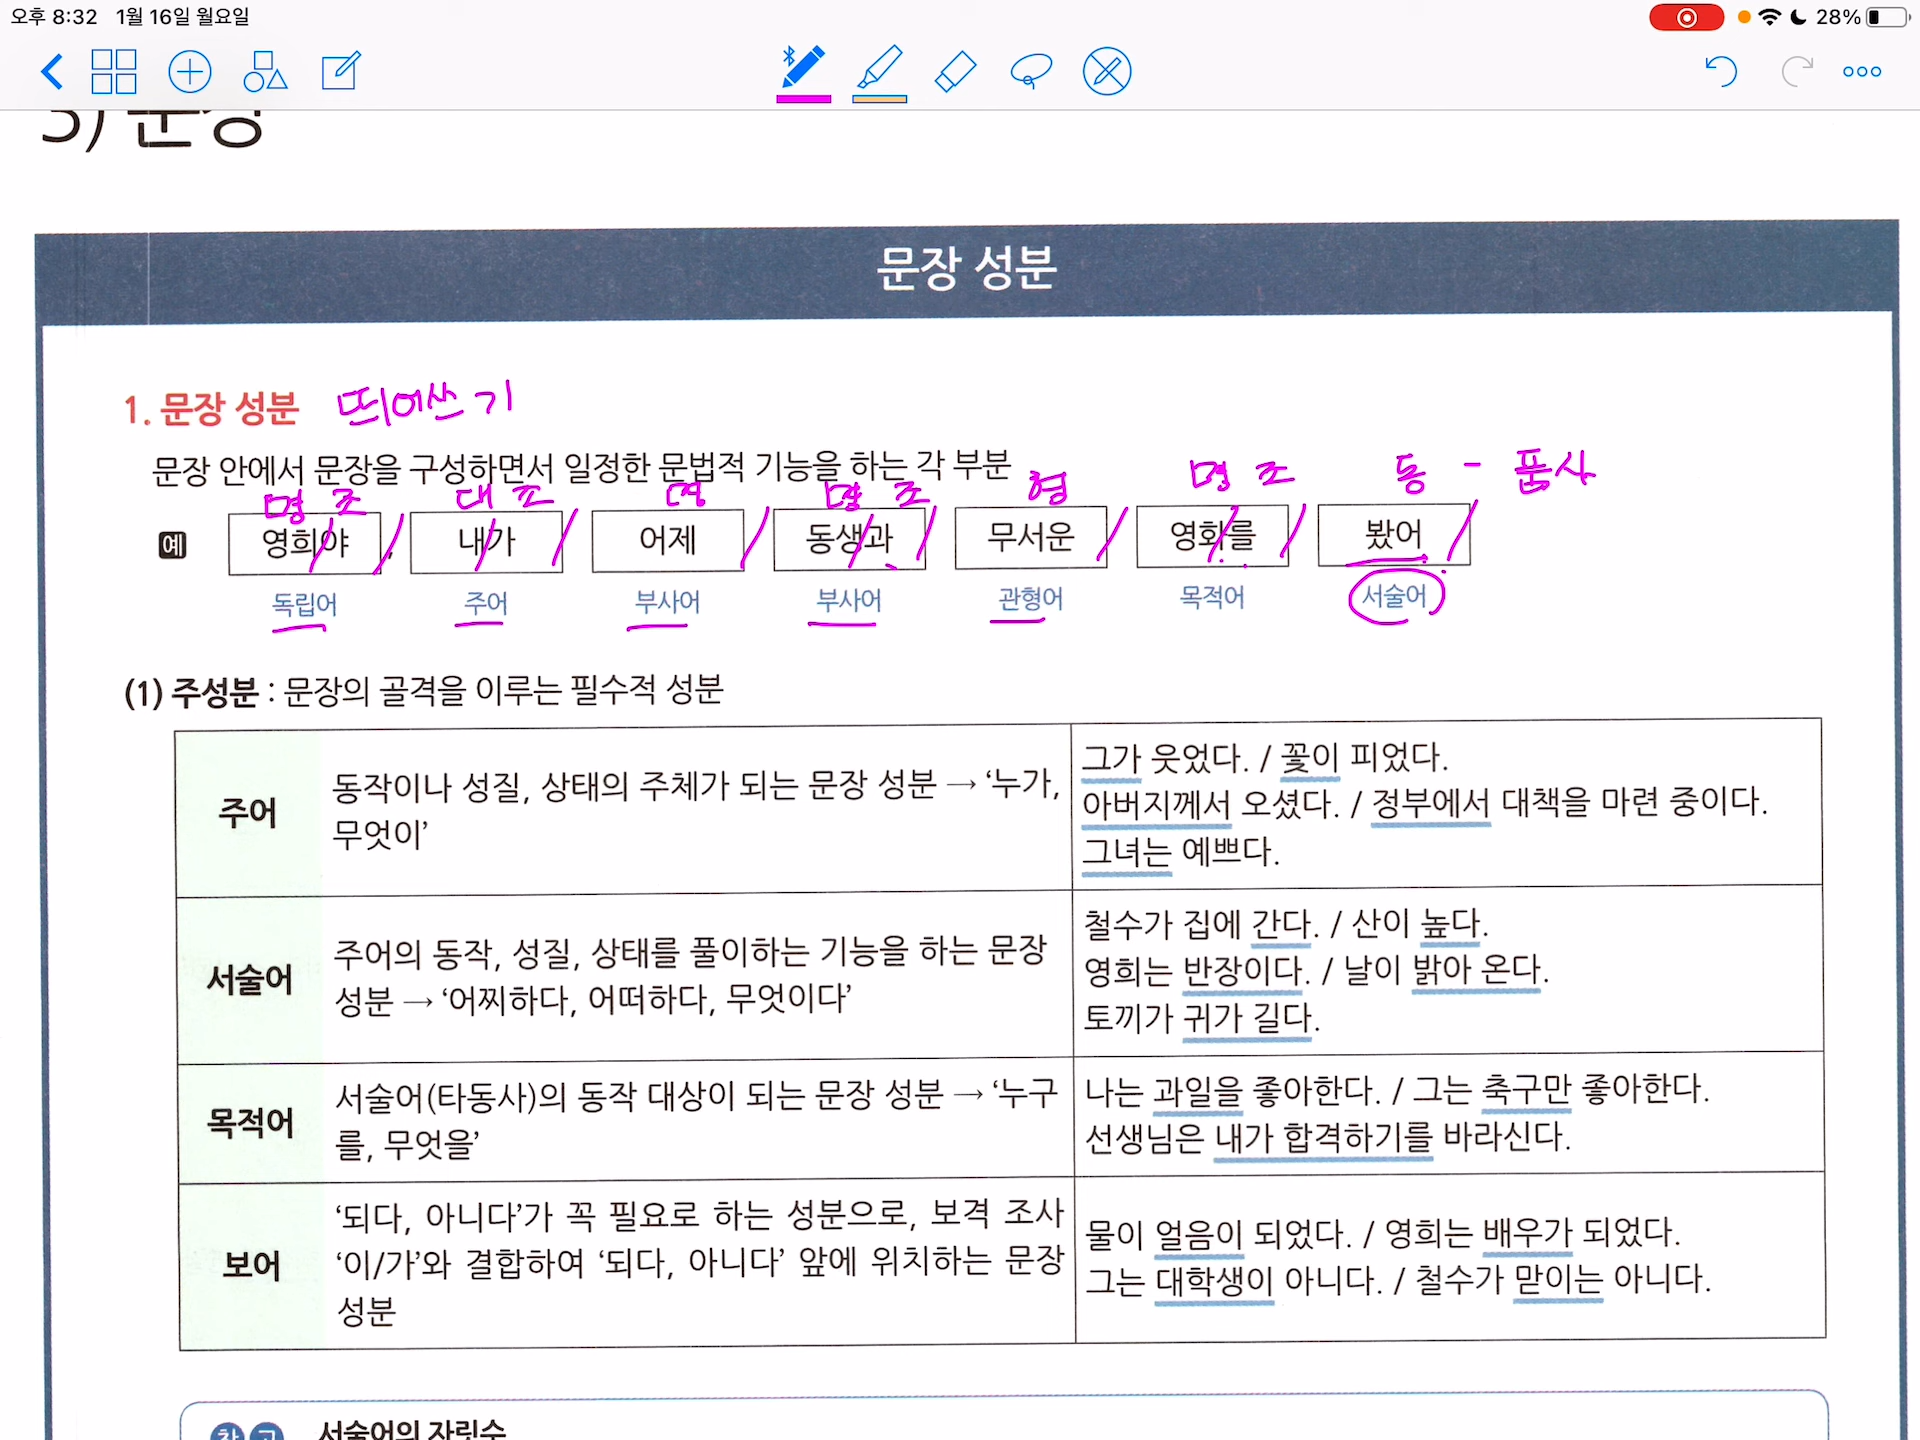 오후 8:32 1월 16일 월요일 28%
3) 문장
문장 성분
1. 문장 성분 띄어쓰기
문장 안에서 문장을 구성하면서 일정한 문법적 기능을 하는 각 부분
명 조 대 조 명 명 조 형 명 조 동 - 품사
예 영희야, 내가 어제 동생과 무서운 영화를 봤어
독립어 주어 부사어 부사어 관형어 목적어 서술어
(1) 주성분 : 문장의 골격을 이루는 필수적 성분
주어
동작이나 성질, 상태의 주체가 되는 문장 성분 → ‘누가,
무엇이’
그가 웃었다. / 꽃이 피었다.
아버지께서 오셨다. / 정부에서 대책을 마련 중이다.
그녀는 예쁘다.
서술어
주어의 동작, 성질, 상태를 풀이하는 기능을 하는 문장
성분 → ‘어찌하다, 어떠하다, 무엇이다’
철수가 집에 간다. / 산이 높다.
영희는 반장이다. / 날이 밝아 온다.
토끼가 귀가 길다.
목적어
서술어(타동사)의 동작 대상이 되는 문장 성분 → ‘누구
를, 무엇을’
나는 과일을 좋아한다. / 그는 축구만 좋아한다.
선생님은 내가 합격하기를 바라신다.
보어
‘되다, 아니다’가 꼭 필요로 하는 성분으로, 보격 조사
‘이/가’와 결합하여 ‘되다, 아니다’ 앞에 위치하는 문장
성분
물이 얼음이 되었다. / 영희는 배우가 되었다.
그는 대학생이 아니다. / 철수가 맏이는 아니다.
참고 서술어의 자릿수